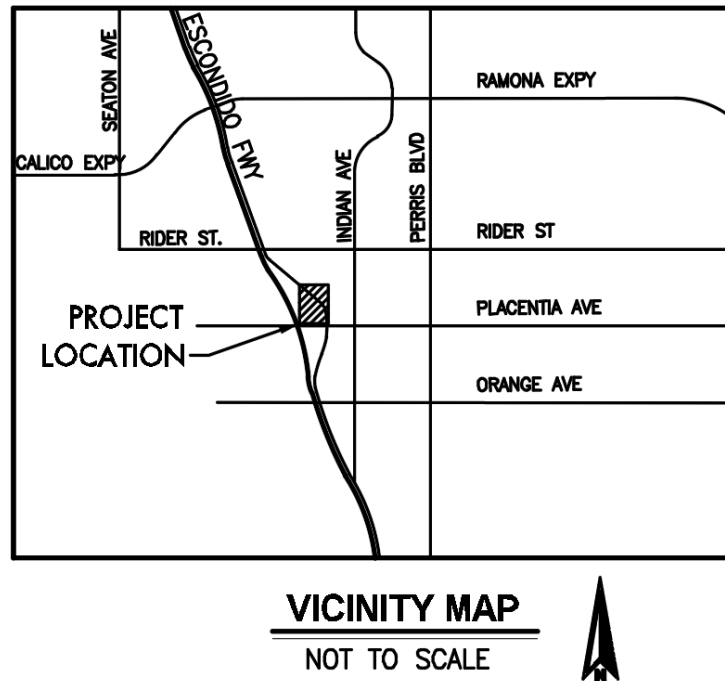 SEATON AVE
ESCONDIDO FWY
RAMONA EXPY
CALICO EXPY
INDIAN AVE.
PERRIS BLVD
RIDER ST.
RIDER ST
PROJECT
LOCATION
PLACENTIA AVE
ORANGE AVE
VICINITY MAP
NOT TO SCALE
N